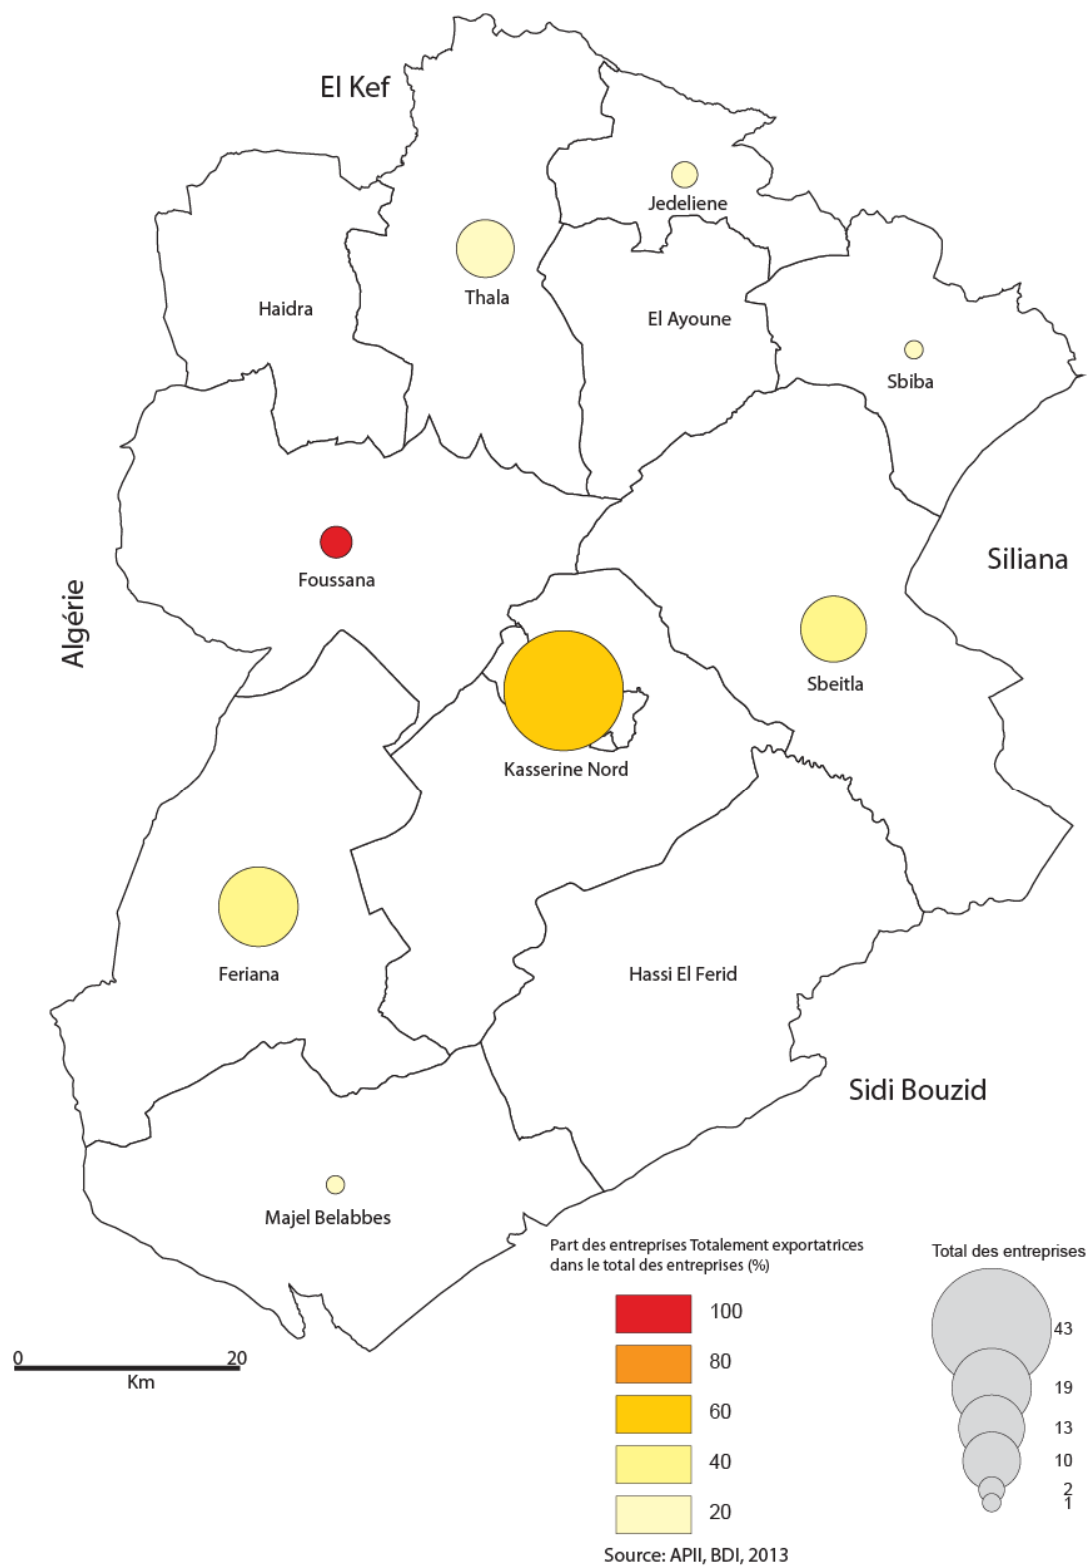 El Kef
Jedeliene
Thala
Haidra
El Ayoune
Sbiba
Siliana
Foussana
Algérie
Sbeitla
Kasserine Nord
Feriana
Hassi El Ferid
Sidi Bouzid
Majel Belabbes
Part des entreprises Totalement exportatrices
dans le total des entreprises (%)
100
80
60
40
20
Source: APII, BDI, 2013
Total des entreprises
43
19
13
10
2
1
0 20
Km